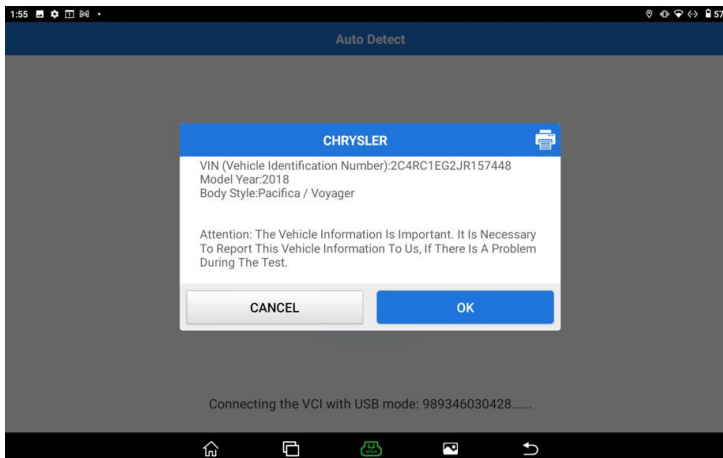 1:55
57
Auto Detect
CHRYSLER
VIN (Vehicle Identification Number):2C4RC1EG2JR157448
Model Year:2018
Body Style:Pacifica / Voyager
Attention: The Vehicle Information Is Important. It Is Necessary
To Report This Vehicle Information To Us, If There Is A Problem
During The Test.
CANCEL
OK
Connecting the VCI with USB mode: 989346030428......